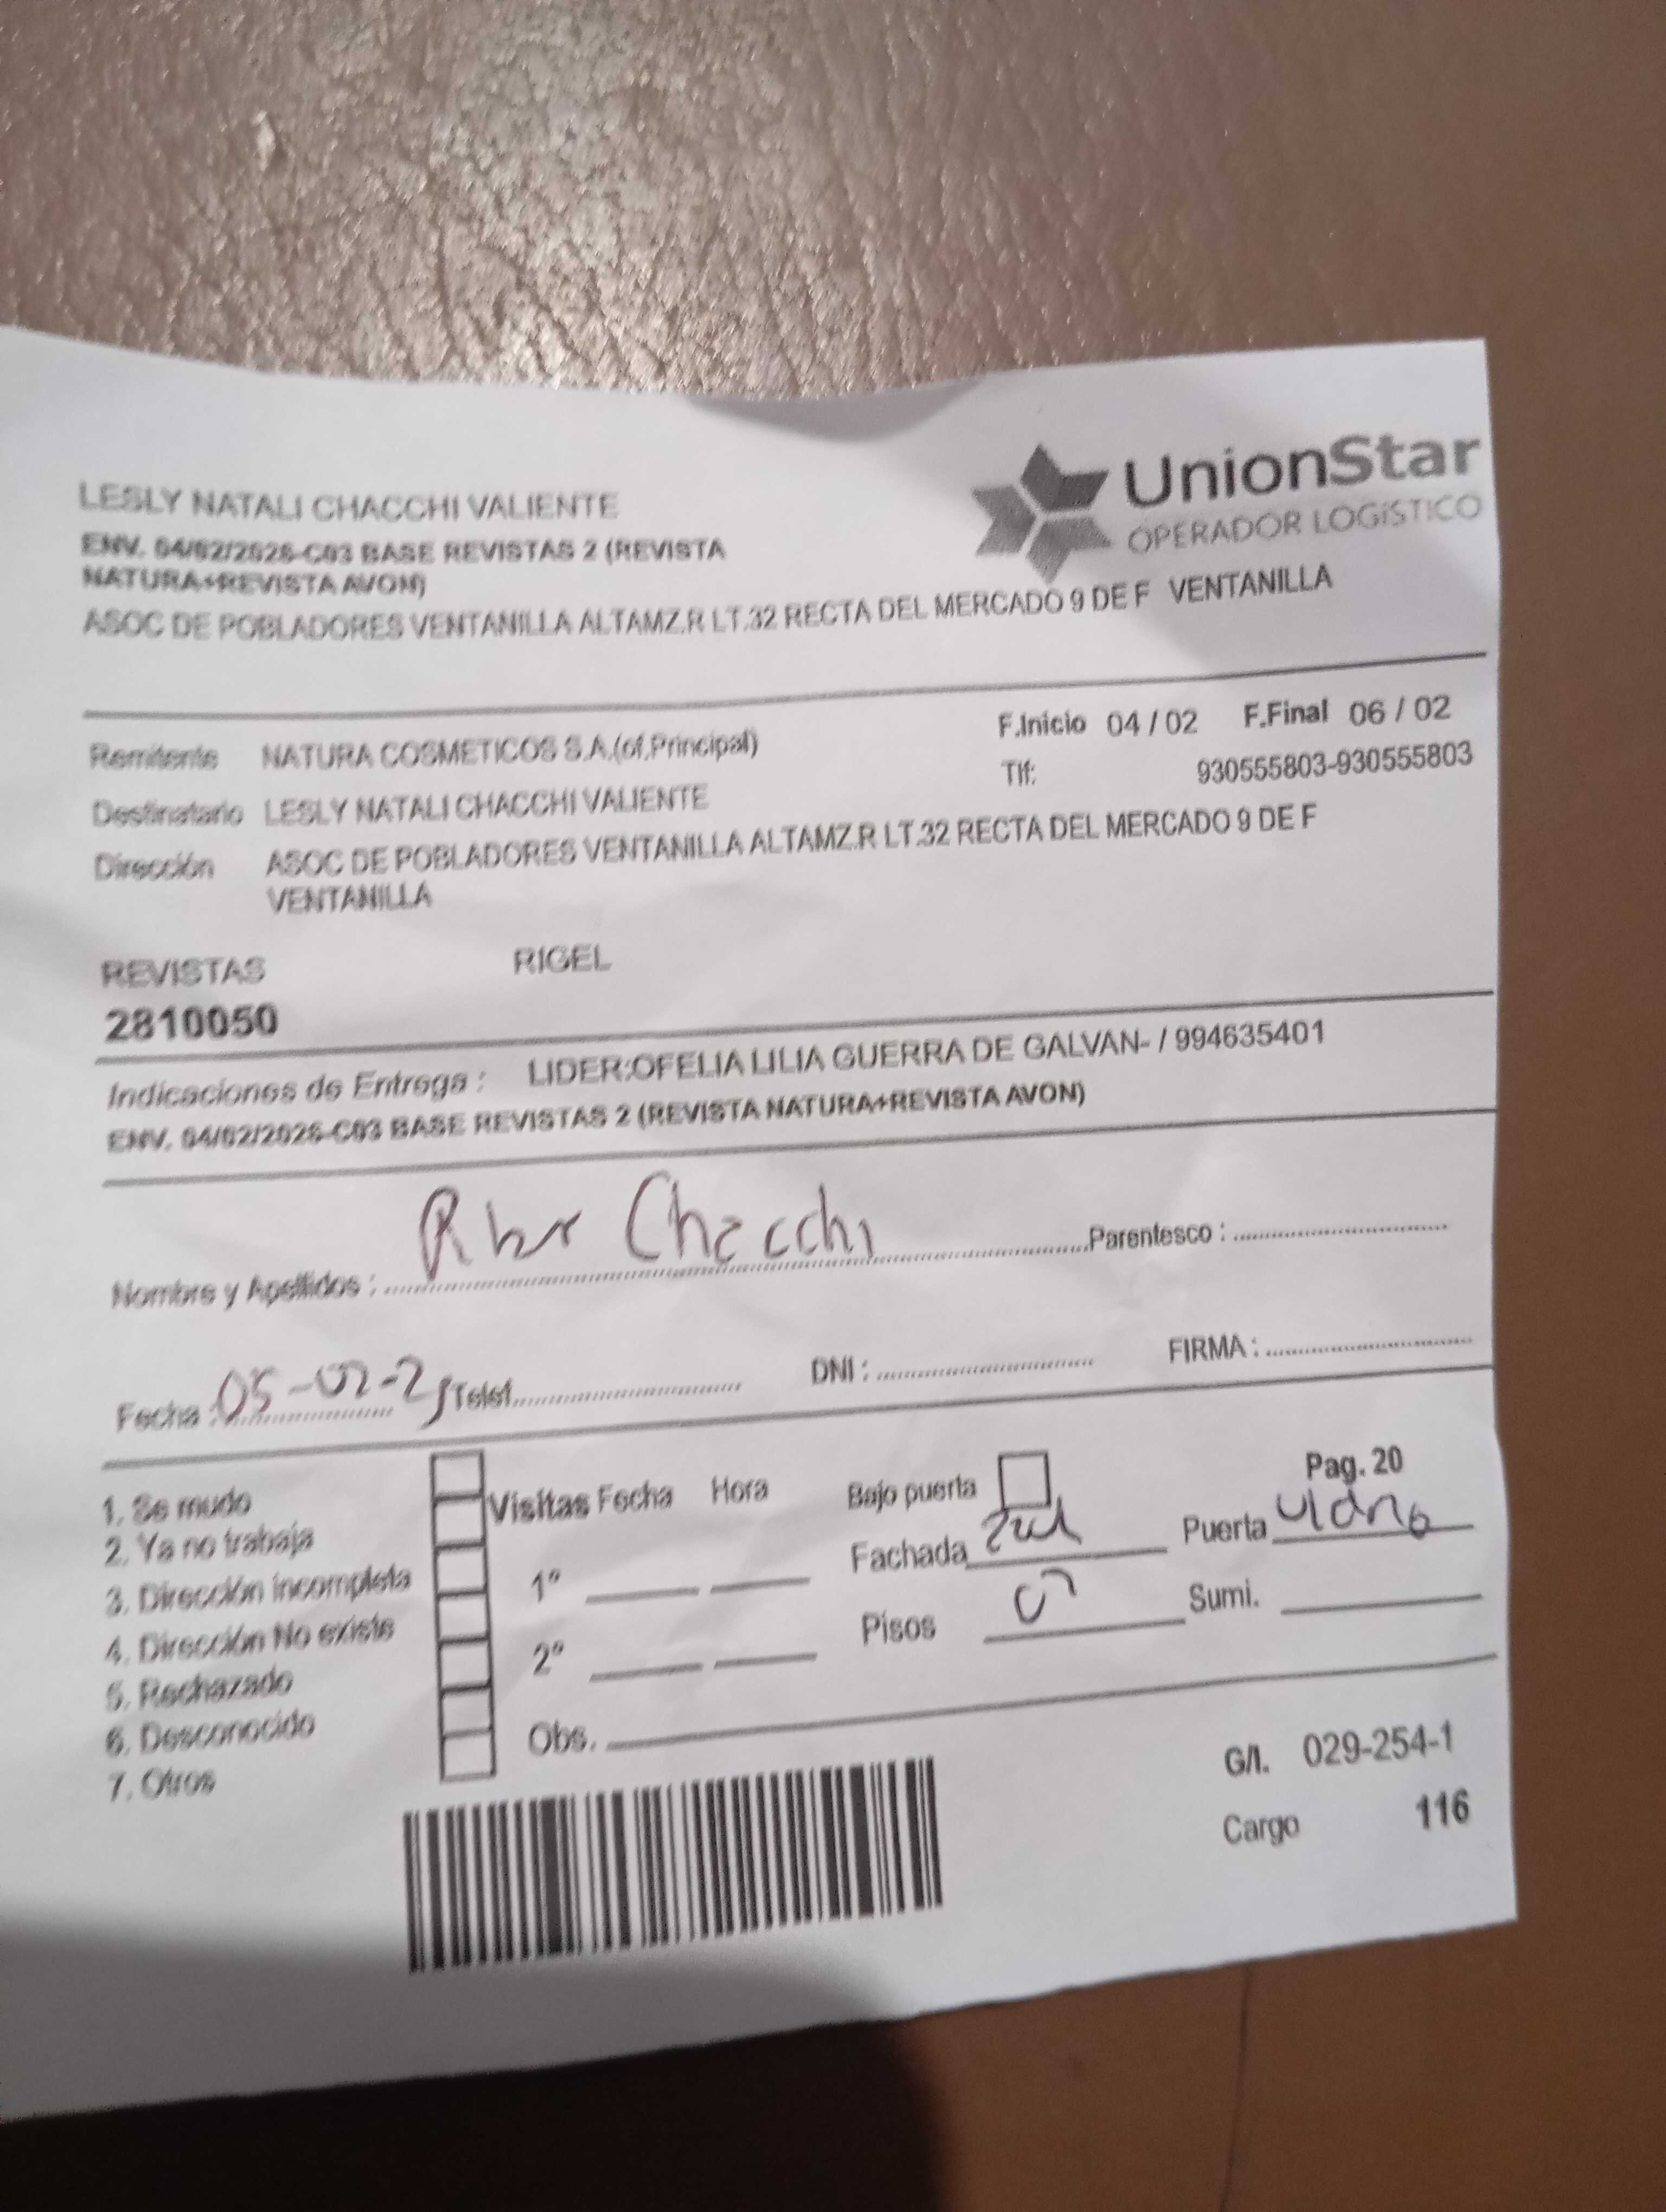 UnionStar
OPERADOR LOGÍSTICO
LESLY NATALI CHACCHI VALIENTE
ENV. 04/02/2026-C03 BASE REVISTAS 2 (REVISTA
NATURA+REVISTA AVON)
ASOC DE POBLADORES VENTANILLA ALTAMZ.R LT.32 RECTA DEL MERCADO 9 DE F VENTANILLA
F.Inicio 04 / 02 F.Final 06 / 02
Remitente NATURA COSMETICOS S.A.(of.Principal)
Tlf: 930555803-930555803
Destinatario LESLY NATALI CHACCHI VALIENTE
Dirección ASOC DE POBLADORES VENTANILLA ALTAMZ.R LT.32 RECTA DEL MERCADO 9 DE F
VENTANILLA
REVISTAS RIGEL
2810050
Indicaciones de Entrega : LIDER:OFELIA LILIA GUERRA DE GALVAN- / 994635401
ENV. 04/02/2026-C03 BASE REVISTAS 2 (REVISTA NATURA+REVISTA AVON)
Nombre y Apellidos : Chacchi Parentesco :
Fecha : 05-02-2 Telef. DNI : FIRMA :
Pag. 20
1. Se mudo
2. Ya no trabaja
3. Dirección incompleta
4. Dirección No existe
5. Rechazado
6. Desconocido
7. Otros
Visitas Fecha Hora
1º
2º
Obs.
Bajo puerta
Fachada
Puerta
Pisos
Sumi.
G/l. 029-254-1
Cargo 116